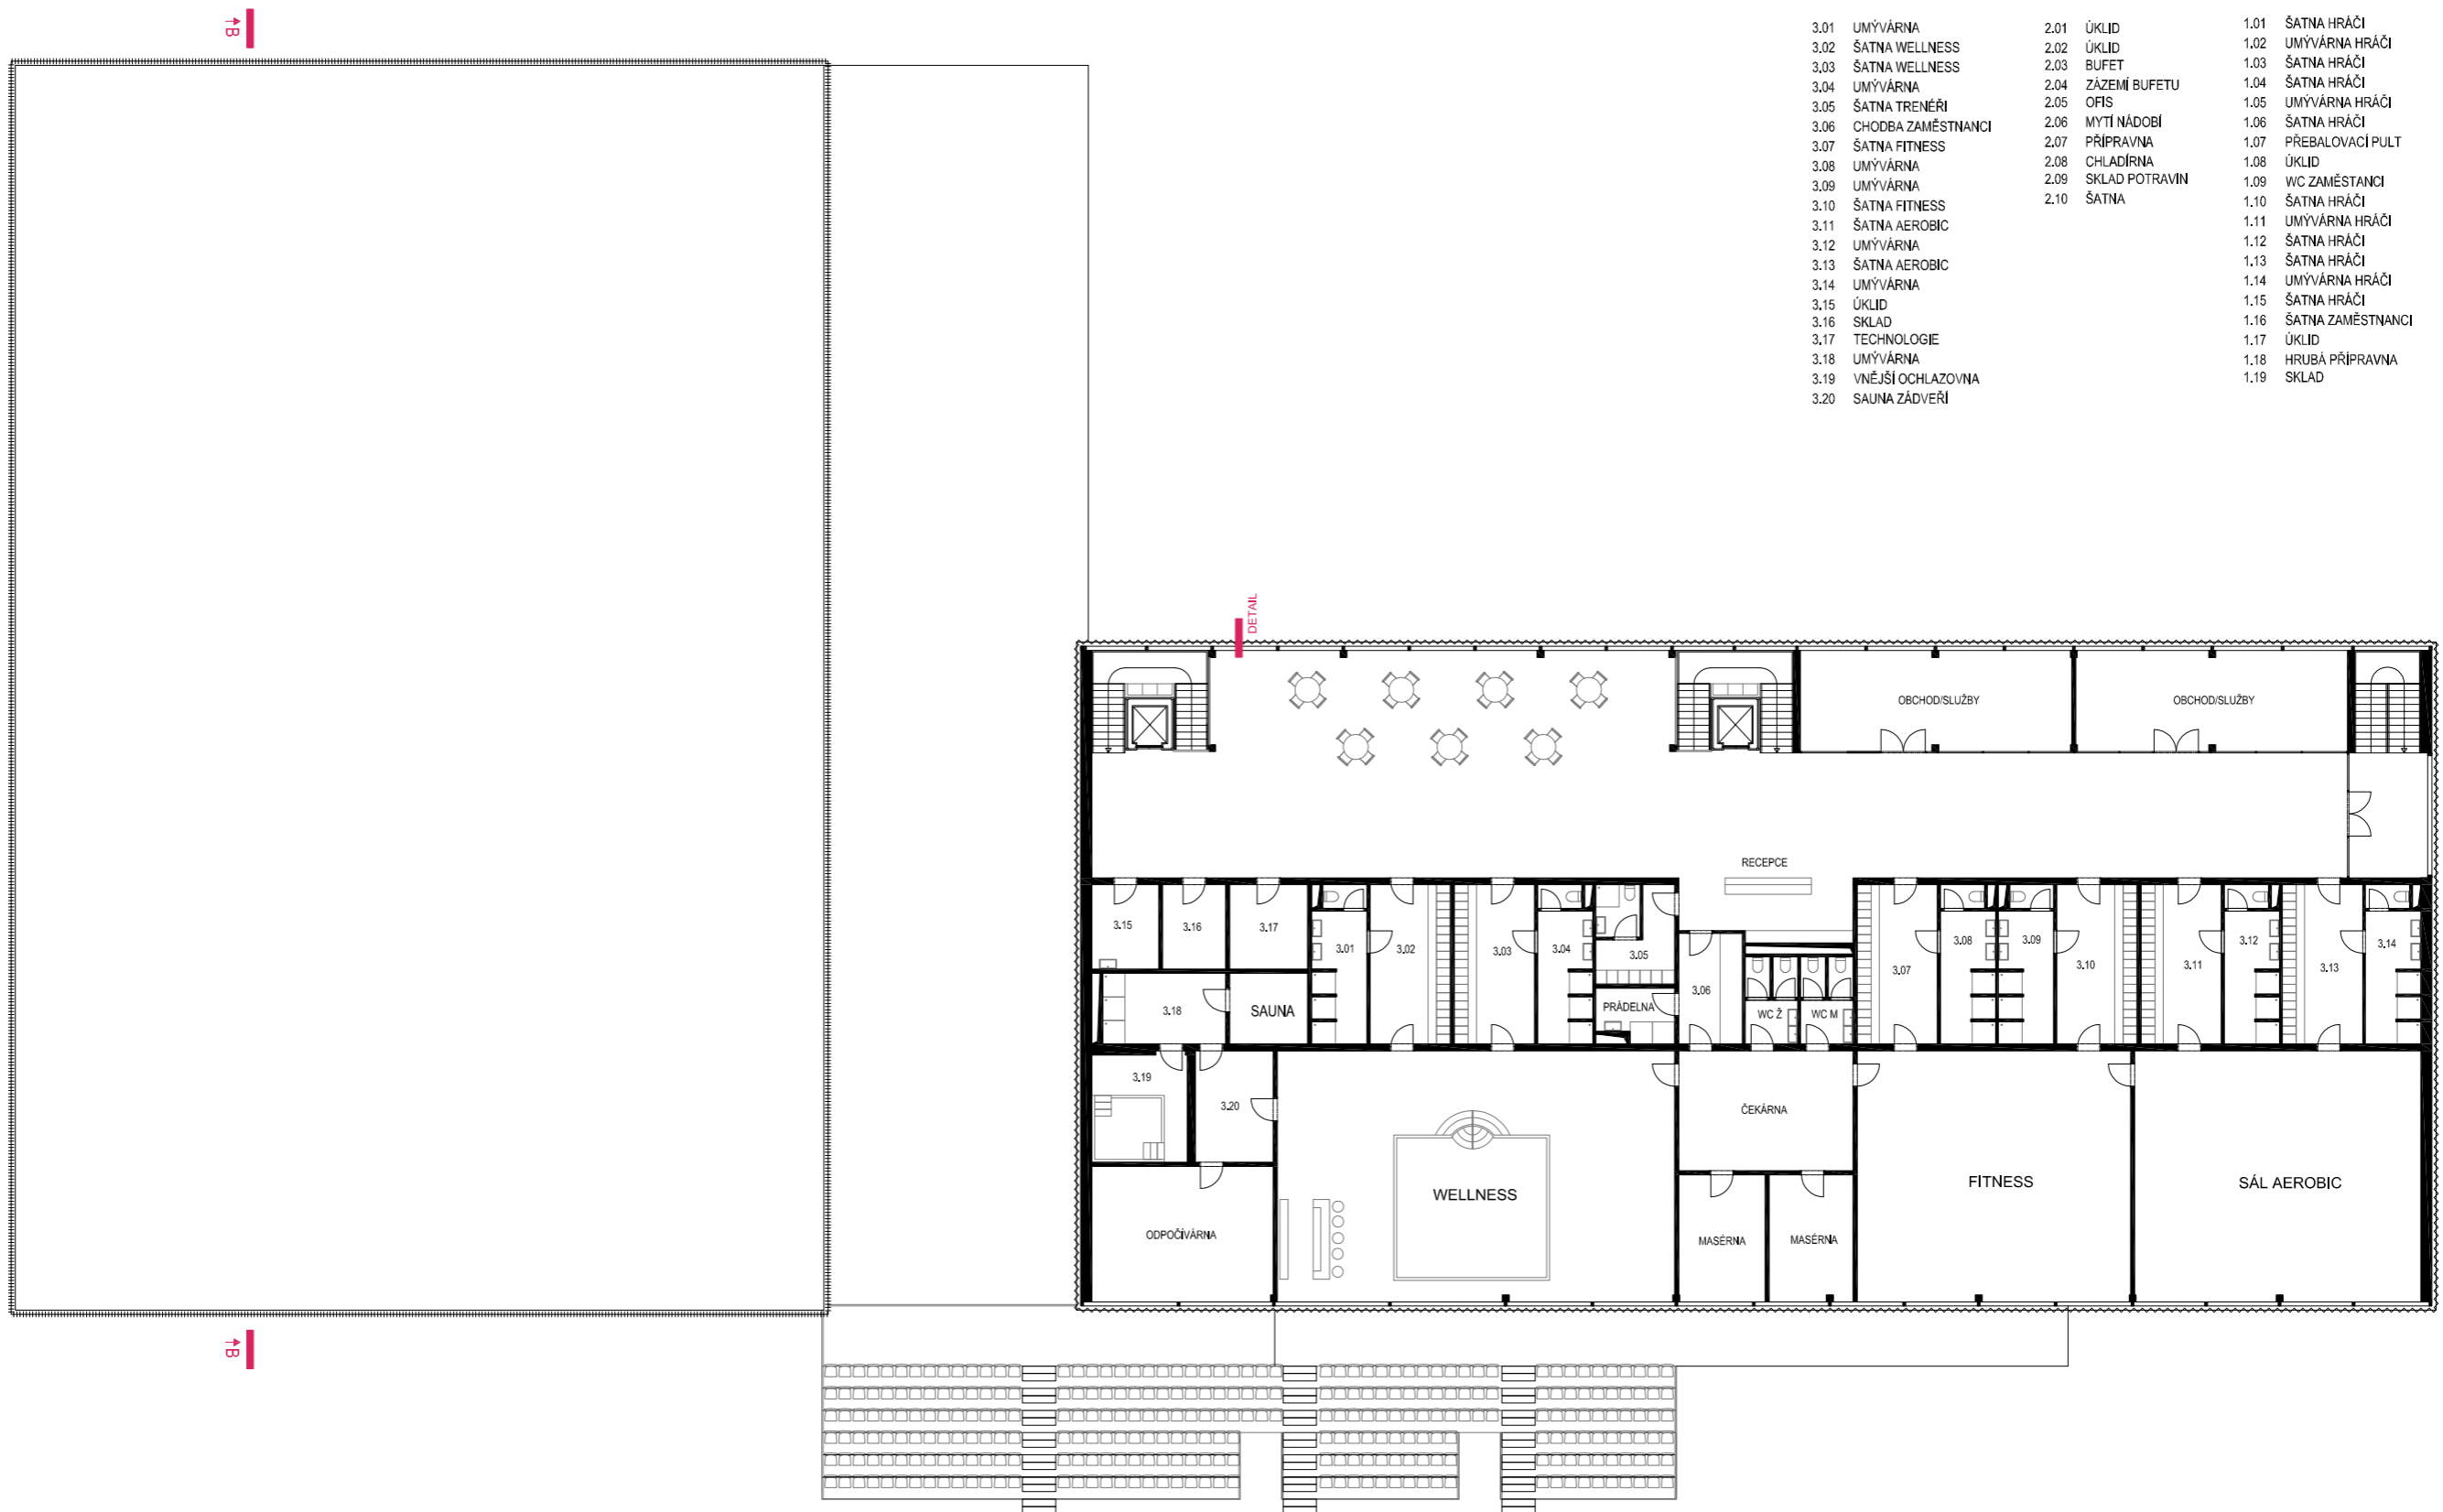 B
3.01 UMÝVÁRNA
3.02 ŠATNA WELLNESS
3.03 ŠATNA WELLNESS
3.04 UMÝVÁRNA
3.05 ŠATNA TRENÉŘI
3.06 CHODBA ZAMĚSTNANCI
3.07 ŠATNA FITNESS
3.08 UMÝVÁRNA
3.09 UMÝVÁRNA
3.10 ŠATNA FITNESS
3.11 ŠATNA AEROBIC
3.12 UMÝVÁRNA
3.13 ŠATNA AEROBIC
3.14 UMÝVÁRNA
3.15 ÚKLID
3.16 SKLAD
3.17 TECHNOLOGIE
3.18 UMÝVÁRNA
3.19 VNĚJŠÍ OCHLAZOVNA
3.20 SAUNA ZÁDVEŘÍ
2.01 ÚKLID
2.02 ÚKLID
2.03 BUFET
2.04 ZÁZEMÍ BUFETU
2.05 OFIS
2.06 MYTÍ NÁDOBÍ
2.07 PŘÍPRAVNA
2.08 CHLADÍRNA
2.09 SKLAD POTRAVIN
2.10 ŠATNA
1.01 ŠATNA HRÁČI
1.02 UMÝVÁRNA HRÁČI
1.03 ŠATNA HRÁČI
1.04 ŠATNA HRÁČI
1.05 UMÝVÁRNA HRÁČI
1.06 ŠATNA HRÁČI
1.07 PŘEBALOVACÍ PULT
1.08 ÚKLID
1.09 WC ZAMĚSTANCI
1.10 ŠATNA HRÁČI
1.11 UMÝVÁRNA HRÁČI
1.12 ŠATNA HRÁČI
1.13 ŠATNA HRÁČI
1.14 UMÝVÁRNA HRÁČI
1.15 ŠATNA HRÁČI
1.16 ŠATNA ZAMĚSTNANCI
1.17 ÚKLID
1.18 HRUBÁ PŘÍPRAVNA
1.19 SKLAD
DETAIL
OBCHOD/SLUŽBY
OBCHOD/SLUŽBY
RECEPCE
3.15
3.16
3.17
3.01
3.02
3.03
3.04
3.05
3.06
3.07
3.08
3.09
3.10
3.11
3.12
3.13
3.14
3.18
SAUNA
PRÁDELNA
WC Ž
WC M
3.19
3.20
ČEKÁRNA
WELLNESS
FITNESS
SÁL AEROBIC
ODPOČÍVÁRNA
MASÉRNA
MASÉRNA
B